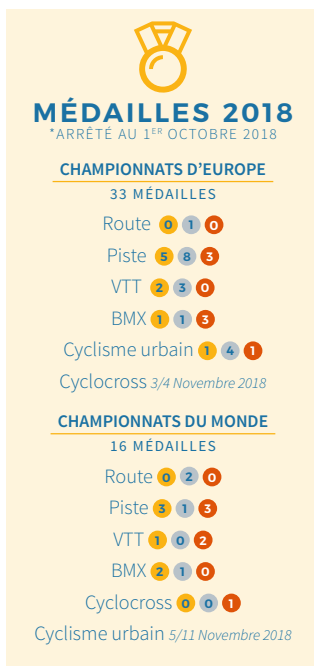 MÉDAILLES 2018
*ARRÊTÉ AU 1ER OCTOBRE 2018
CHAMPIONNATS D'EUROPE
33 MÉDAILLES
Route 0 1 0
Piste 5 8 3
VTT 2 3 0
BMX 1 1 3
Cyclisme urbain 1 4 1
Cyclocross 3/4 Novembre 2018
CHAMPIONNATS DU MONDE
16 MÉDAILLES
Route 0 2 0
Piste 3 1 3
VTT 1 0 2
BMX 2 1 0
Cyclocross 0 0 1
Cyclisme urbain 5/11 Novembre 2018